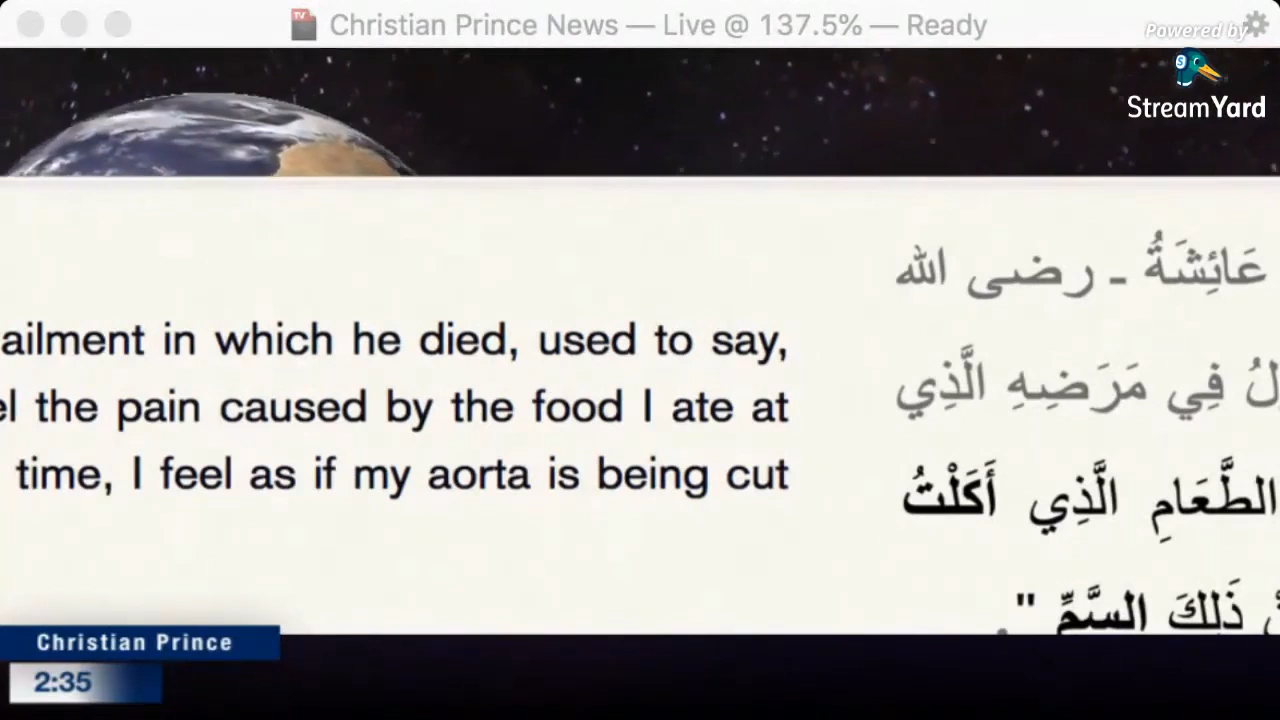 Christian Prince News — Live @ 137.5% — Ready
Powered by
StreamYard
عَائِشَةُ ـ رضى الله
ailment in which he died, used to say,
لُ فِي مَرَضِهِ الَّذِي
el the pain caused by the food I ate at
time, I feel as if my aorta is being cut
الطَّعَامِ الَّذِي أَكَلْتُ
ذَلِكَ السَّمِّ "
Christian Prince
2:35